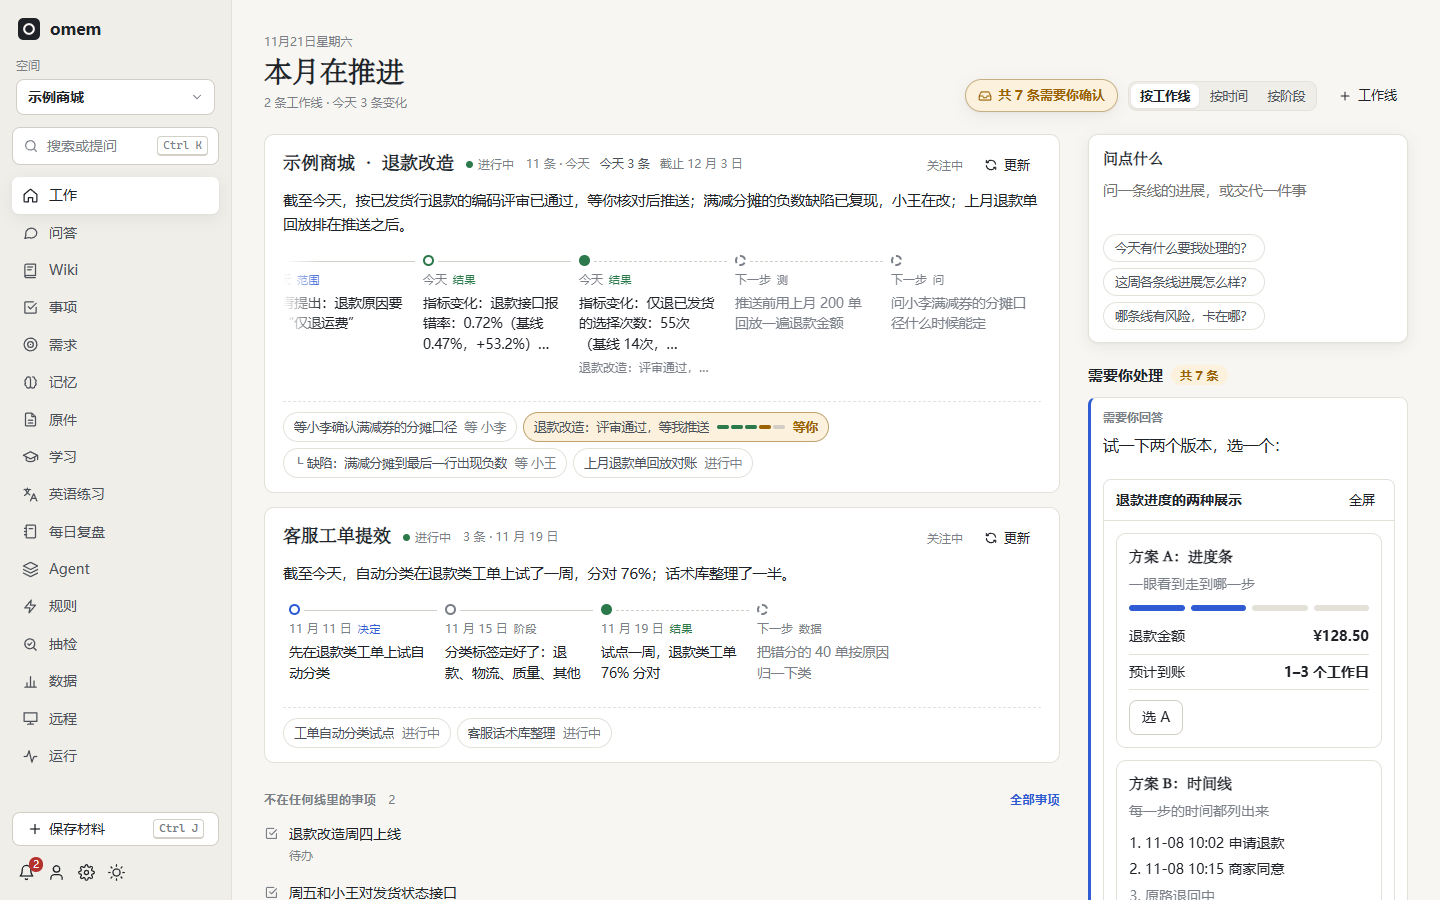 omem
空间
示例商城
搜索或提问 Ctrl K
工作
问答
Wiki
事项
需求
记忆
原件
学习
英语练习
每日复盘
Agent
规则
抽检
数据
远程
运行
+ 保存材料 Ctrl J
2
11月21日星期六
本月在推进
2 条工作线 · 今天 3 条变化
共 7 条需要你确认
按工作线 按时间 按阶段
+ 工作线
示例商城 · 退款改造 进行中 11 条 · 今天 今天 3 条 截止 12 月 3 日
关注中 更新
截至今天，按已发货行退款的编码评审已通过，等你核对后推送；满减分摊的负数缺陷已复现，小王在改；上月退款单
回放排在推送之后。
范围
提出：退款原因要
“仅退运费”
今天 结果
指标变化：退款接口报
错率：0.72%（基线
0.47%，+53.2%）...
今天 结果
指标变化：仅退已发货
的选择次数：55次
（基线 14次，...
退款改造：评审通过，...
下一步 测
推送前用上月 200 单
回放一遍退款金额
下一步 问
问小李满减券的分摊口
径什么时候能定
等小李确认满减券的分摊口径 等 小李
退款改造：评审通过，等我推送 等你
└ 缺陷：满减分摊到最后一行出现负数 等 小王
上月退款单回放对账 进行中
客服工单提效 进行中 3 条 · 11 月 19 日
关注中 更新
截至今天，自动分类在退款类工单上试了一周，分对 76%；话术库整理了一半。
11 月 11 日 决定
先在退款类工单上试自
动分类
11 月 15 日 阶段
分类标签定好了：退
款、物流、质量、其他
11 月 19 日 结果
试点一周，退款类工单
76% 分对
下一步 数据
把错分的 40 单按原因
归一下类
工单自动分类试点 进行中
客服话术库整理 进行中
不在任何线里的事项 2
全部事项
退款改造周四上线
待办
周五和小王对发货状态接口
问点什么
问一条线的进展，或交代一件事
今天有什么要我处理的？
这周各条线进展怎么样？
哪条线有风险，卡在哪？
需要你处理 共 7 条
需要你回答
试一下两个版本，选一个：
退款进度的两种展示 全屏
方案 A：进度条
一眼看到走到哪一步
退款金额 ¥128.50
预计到账 1–3 个工作日
选 A
方案 B：时间线
每一步的时间都列出来
1. 11-08 10:02 申请退款
2. 11-08 10:15 商家同意
3. 原路退回中